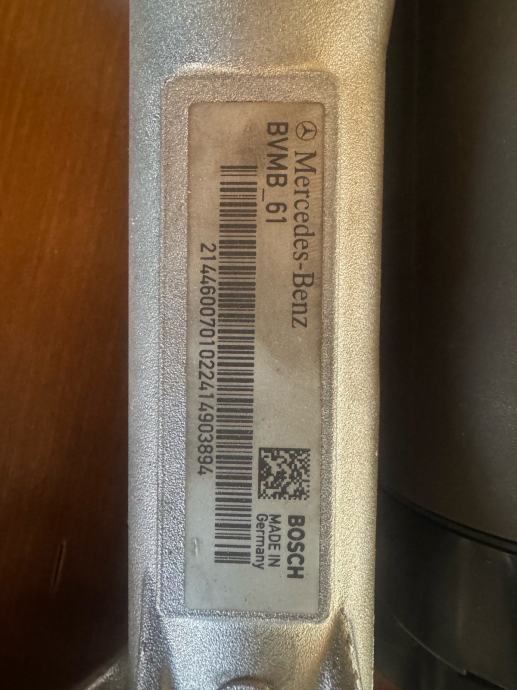 Mercedes-Benz
BVMB_61
2144600701022414903894
BOSCH
MADE IN
Germany